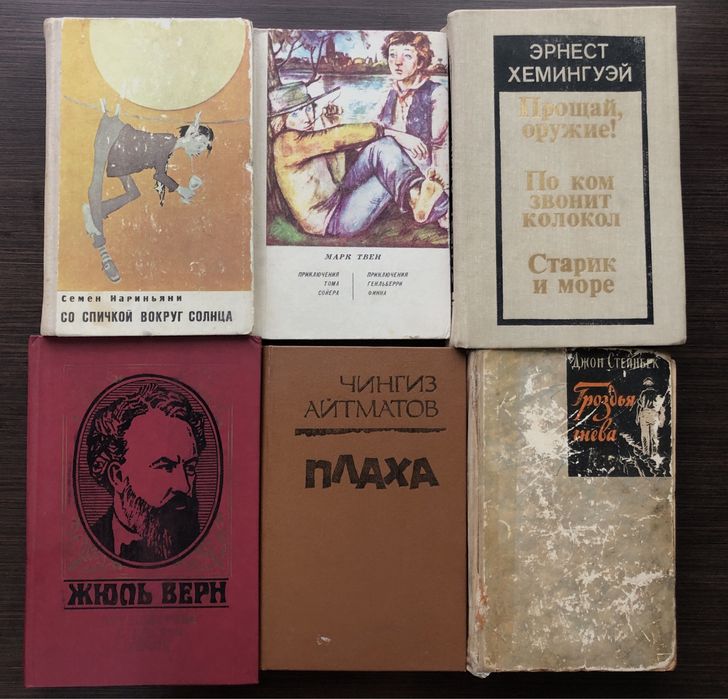 Семен Нариньяни
СО СПИЧКОЙ ВОКРУГ СОЛНЦА
МАРК ТВЕН
ПРИКЛЮЧЕНИЯ
ТОМА
СОЙЕРА
ПРИКЛЮЧЕНИЯ
ГЕКЛЬБЕРРИ
ФИННА
ЭРНЕСТ
ХЕМИНГУЭЙ
Прощай,
оружие!
По ком
звонит
колокол
Старик
и море
ЖЮЛЬ ВЕРН
ЧИНГИЗ
АЙТМАТОВ
ПЛАХА
ДЖОН СТЕЙНБЕК
Гроздья
гнева